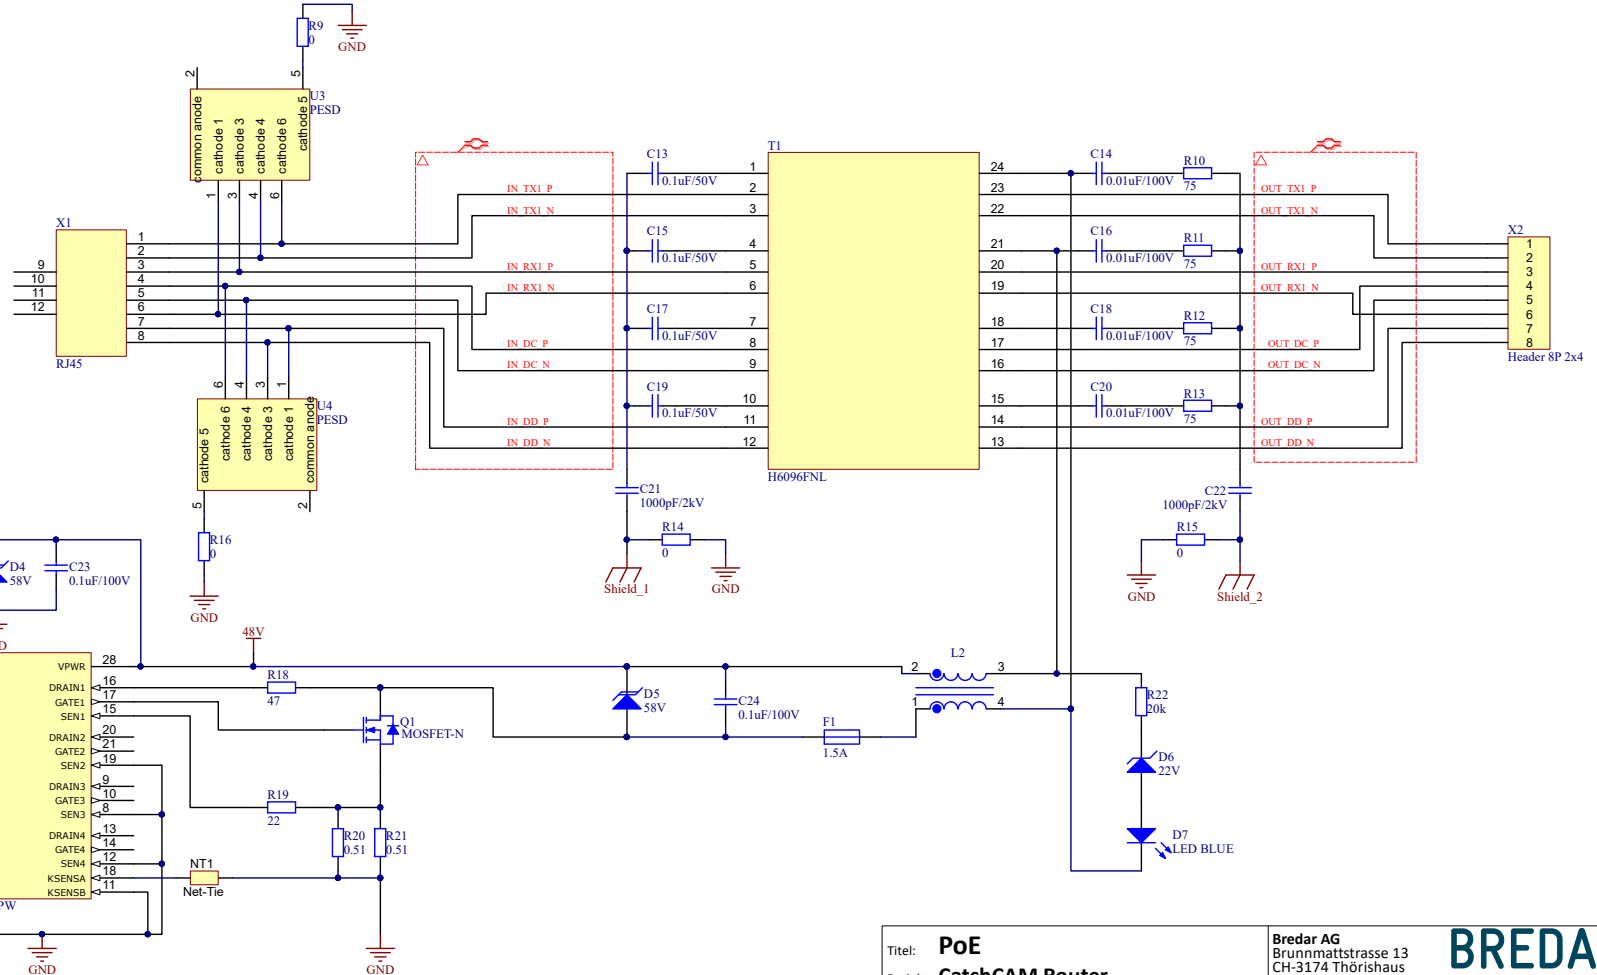 R9
0
GND
2
5
U3
PESD
common anode
cathode 1
cathode 3
cathode 4
cathode 6
cathode 5
1
3
4
6
X1
9
10
11
12
1
2
3
4
5
6
7
8
RJ45
6
4
3
1
U4
PESD
cathode 5
cathode 6
cathode 4
cathode 3
cathode 1
common anode
5
2
R16
0
GND
IN_TX1_P
IN_TX1_N
IN_RX1_P
IN_RX1_N
IN_DC_P
IN_DC_N
IN_DD_P
IN_DD_N
C13
0.1uF/50V
C15
0.1uF/50V
C17
0.1uF/50V
C19
0.1uF/50V
C21
1000pF/2kV
R14
0
Shield_1
GND
T1
1
2
3
4
5
6
7
8
9
10
11
12
24
23
22
21
20
19
18
17
16
15
14
13
H6096FNL
C14
0.01uF/100V
R10
75
C16
0.01uF/100V
R11
75
C18
0.01uF/100V
R12
75
C20
0.01uF/100V
R13
75
C22
1000pF/2kV
R15
0
GND
Shield_2
OUT_TX1_P
OUT_TX1_N
OUT_RX1_P
OUT_RX1_N
OUT_DC_P
OUT_DC_N
OUT_DD_P
OUT_DD_N
X2
1
2
3
4
5
6
7
8
Header 8P 2x4
D4
58V
C23
0.1uF/100V
D
48V
VPWR 28
DRAIN1 16
GATE1 17
SEN1 15
DRAIN2 20
GATE2 21
SEN2 19
DRAIN3 9
GATE3 10
SEN3 8
DRAIN4 13
GATE4 14
SEN4 12
KSENSA 18
KSENSB 11
PW
R18
47
Q1
MOSFET-N
R19
22
R20
0.51
R21
0.51
NT1
Net-Tie
GND
GND
D5
58V
C24
0.1uF/100V
F1
1.5A
L2
2
3
1
4
R22
20k
D6
22V
D7
LED BLUE
Titel: PoE
CatchCAM Router
Bredar AG
Brunnmattstrasse 13
CH-3174 Thörishaus
BREDA